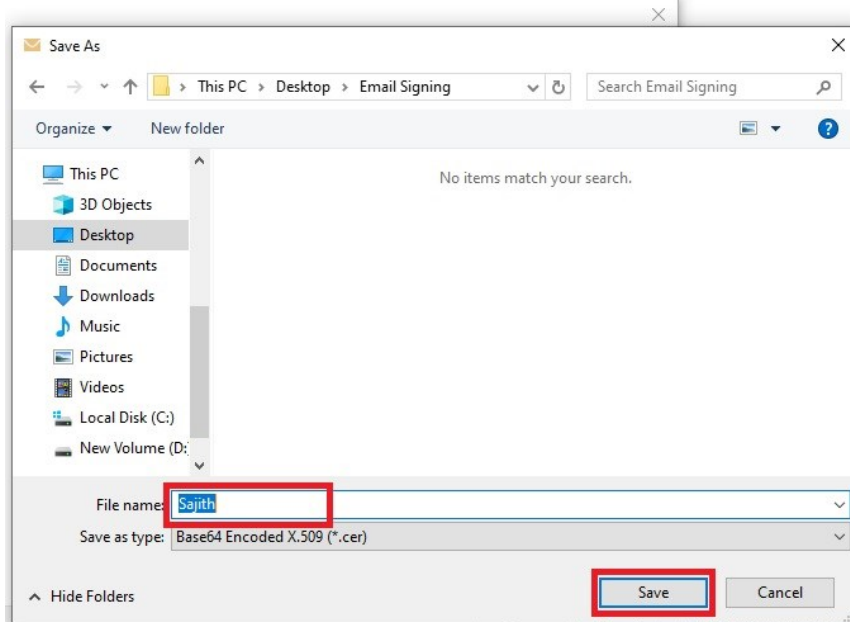 Save As
This PC > Desktop > Email Signing
Search Email Signing
Organize
New folder
This PC
3D Objects
Desktop
Documents
Downloads
Music
Pictures
Videos
Local Disk (C:)
New Volume (D:
No items match your search.
File name: Sajith
Save as type: Base64 Encoded X.509 (*.cer)
Hide Folders
Save
Cancel